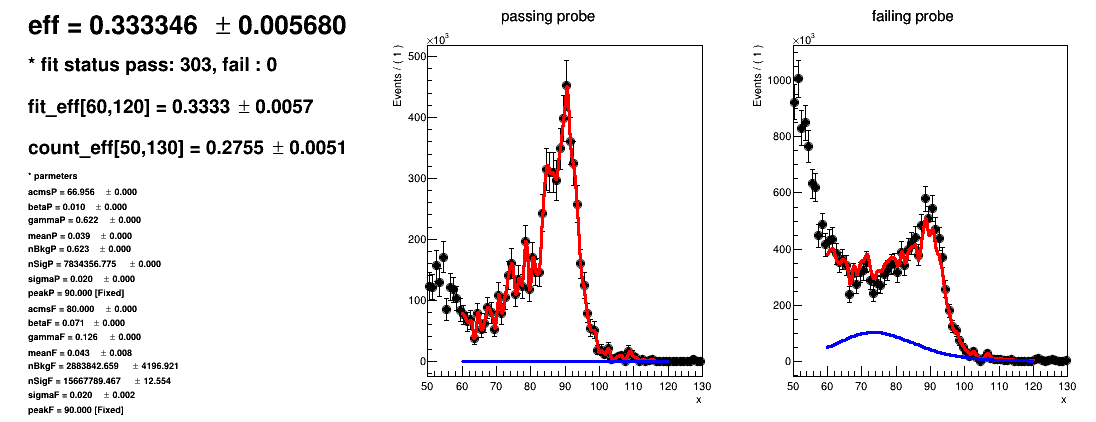 eff = 0.333346 ± 0.005680
* fit status pass: 303, fail : 0
fit_eff[60,120] = 0.3333 ± 0.0057
count_eff[50,130] = 0.2755 ± 0.0051
* parmeters
acmsP = 66.956 ± 0.000
betaP = 0.010 ± 0.000
gammaP = 0.622 ± 0.000
meanP = 0.039 ± 0.000
nBkgP = 0.623 ± 0.000
nSigP = 7834356.775 ± 0.000
sigmaP = 0.020 ± 0.000
peakP = 90.000 [Fixed]
acmsF = 80.000 ± 0.000
betaF = 0.071 ± 0.000
gammaF = 0.126 ± 0.000
meanF = 0.043 ± 0.008
nBkgF = 2883842.659 ± 4196.921
nSigF = 15667789.467 ± 12.554
sigmaF = 0.020 ± 0.002
peakF = 90.000 [Fixed]
passing probe
×10³
Events / ( 1 )
500
400
300
200
100
0
50 60 70 80 90 100 110 120 130
x
failing probe
×10³
Events / ( 1 )
1000
800
600
400
200
0
50 60 70 80 90 100 110 120 130
x